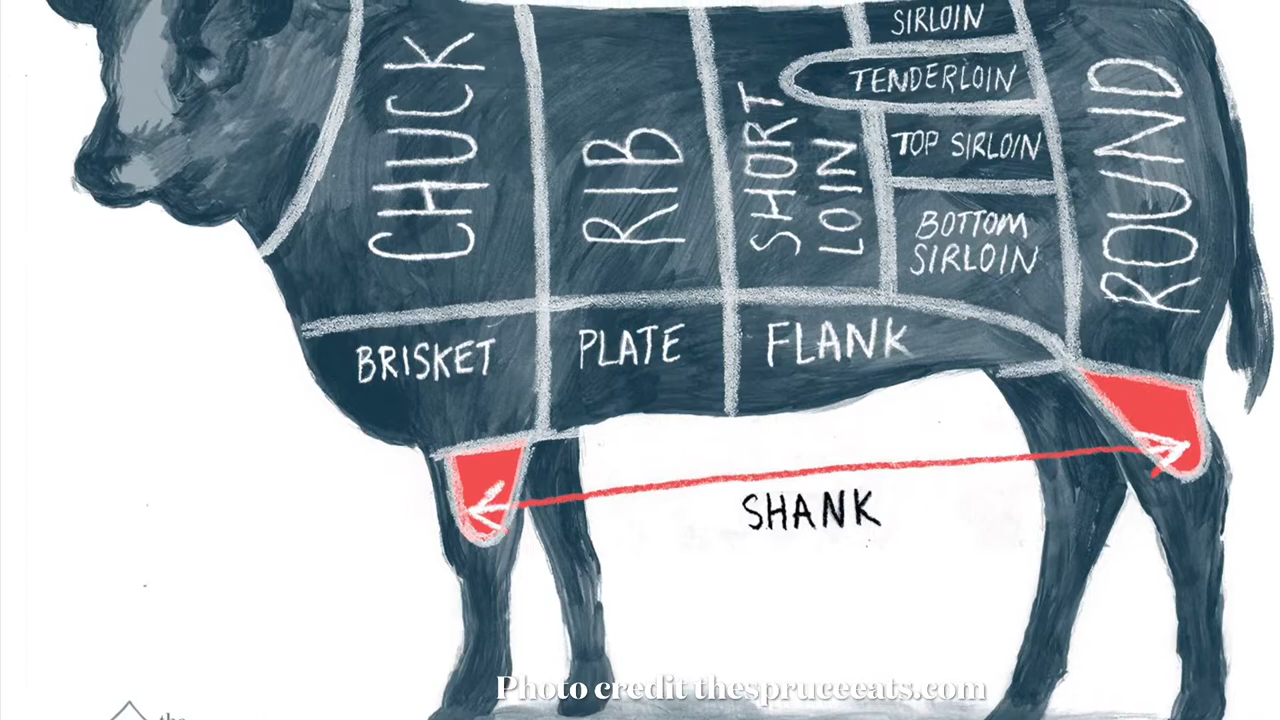 SIRLOIN
TENDERLOIN
TOP SIRLOIN
BOTTOM
SIRLOIN
CHUCK
RIB
SHORT
LOIN
ROUND
BRISKET
PLATE
FLANK
SHANK
Photo credit thespruceeats.com
the